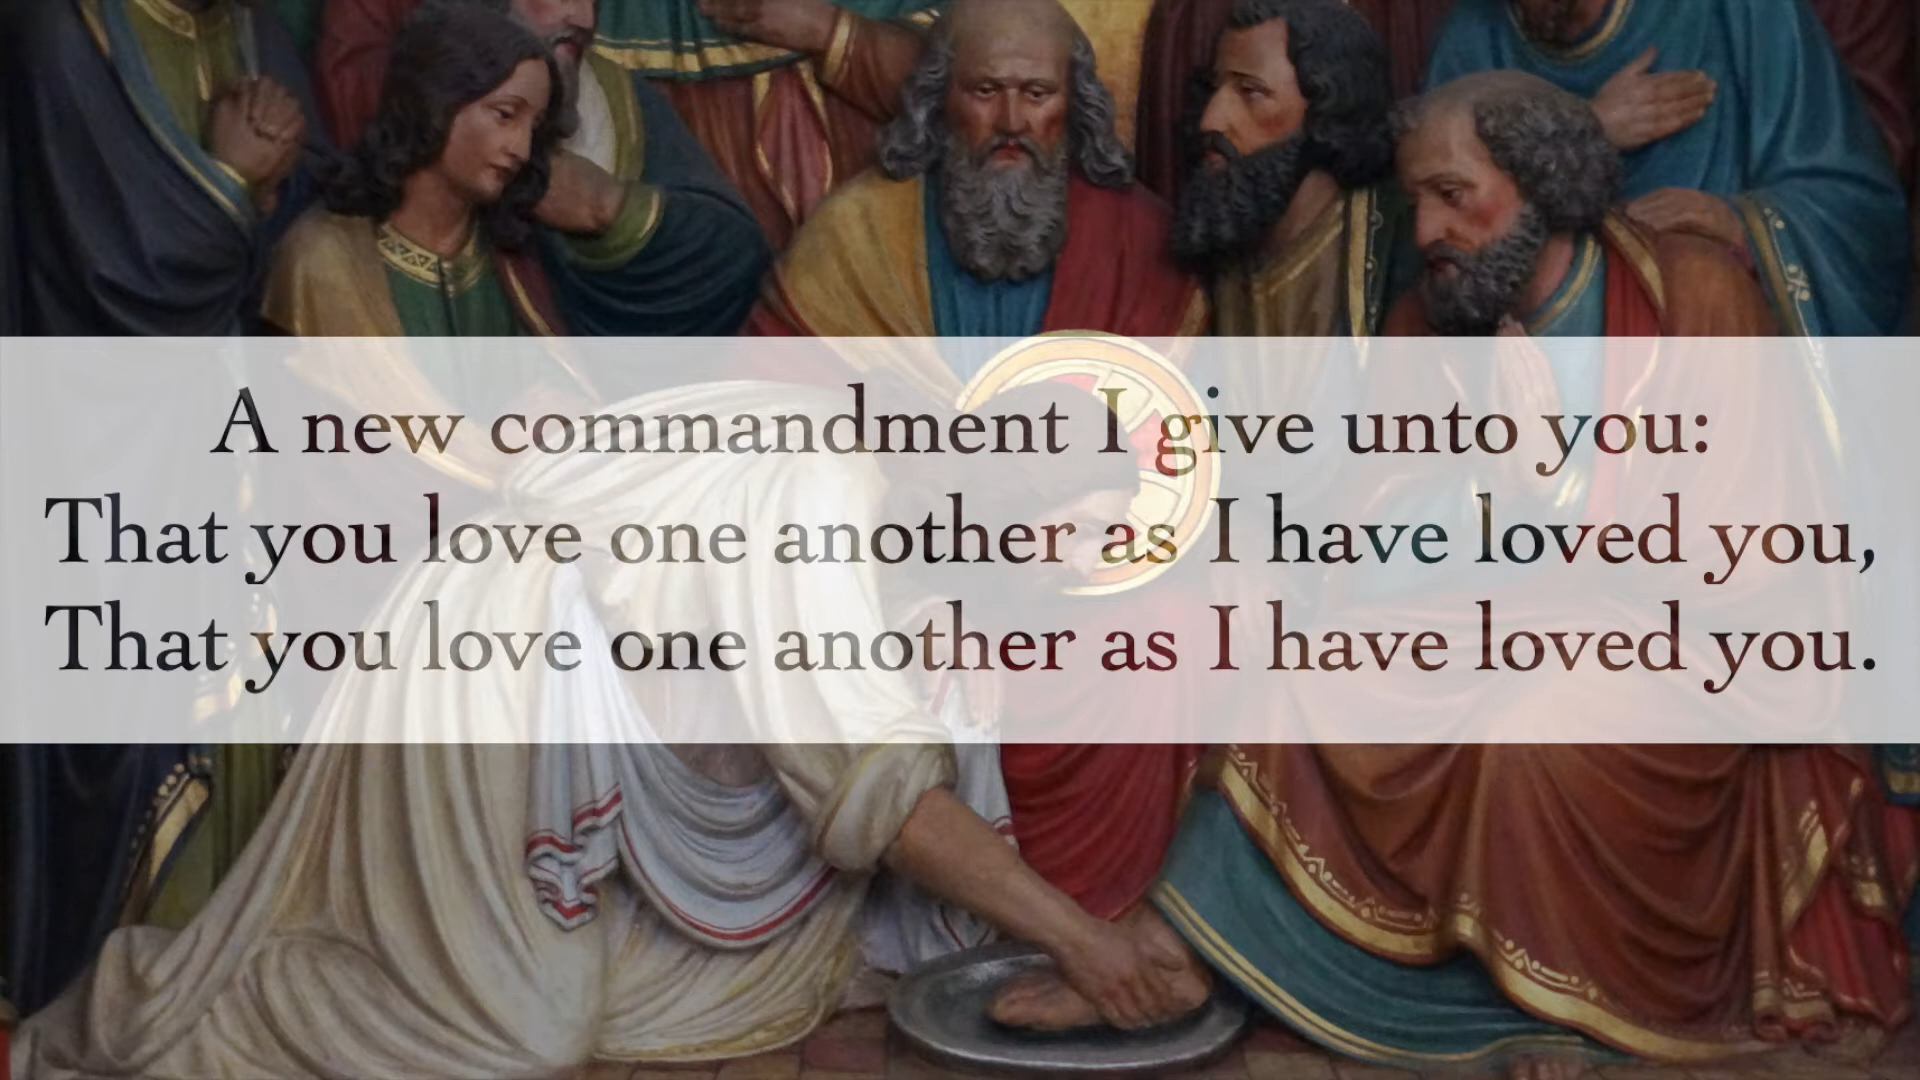 A new commandment I give unto you:
That you love one another as I have loved you,
That you love one another as I have loved you.